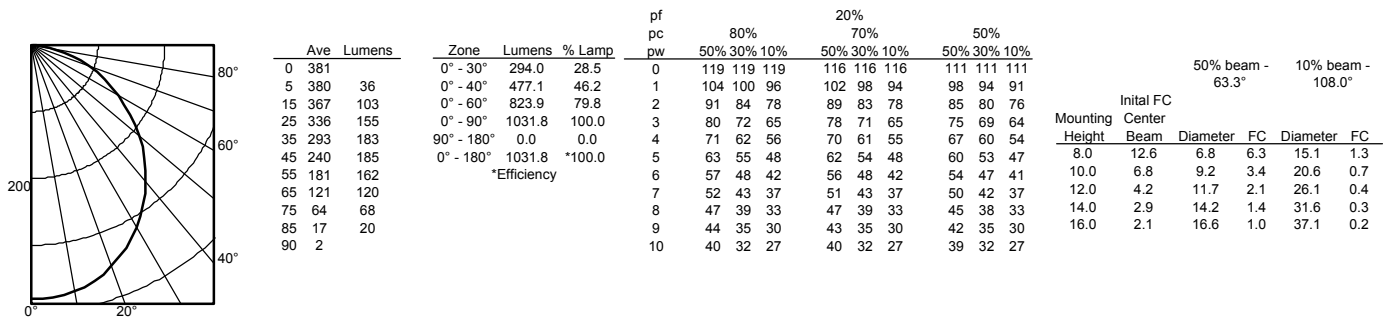 80°
60°
40°
20°
0°
200
Ave Lumens
0 381
5 380 36
15 367 103
25 336 155
35 293 183
45 240 185
55 181 162
65 121 120
75 64 68
85 17 20
90 2
Zone Lumens % Lamp
0° - 30° 294.0 28.5
0° - 40° 477.1 46.2
0° - 60° 823.9 79.8
0° - 90° 1031.8 100.0
90° - 180° 0.0 0.0
0° - 180° 1031.8 *100.0
*Efficiency
pf 20%
pc 80% 70% 50%
pw 50% 30% 10% 50% 30% 10% 50% 30% 10%
0 119 119 119 116 116 116 111 111 111
1 104 100 96 102 98 94 98 94 91
2 91 84 78 89 83 78 85 80 76
3 80 72 65 78 71 65 75 69 64
4 71 62 56 70 61 55 67 60 54
5 63 55 48 62 54 48 60 53 47
6 57 48 42 56 48 42 54 47 41
7 52 43 37 51 43 37 50 42 37
8 47 39 33 47 39 33 45 38 33
9 44 35 30 43 35 30 42 35 30
10 40 32 27 40 32 27 39 32 27
50% beam - 10% beam -
63.3° 108.0°
Inital FC
Mounting Center
Height Beam Diameter FC Diameter FC
8.0 12.6 6.8 6.3 15.1 1.3
10.0 6.8 9.2 3.4 20.6 0.7
12.0 4.2 11.7 2.1 26.1 0.4
14.0 2.9 14.2 1.4 31.6 0.3
16.0 2.1 16.6 1.0 37.1 0.2